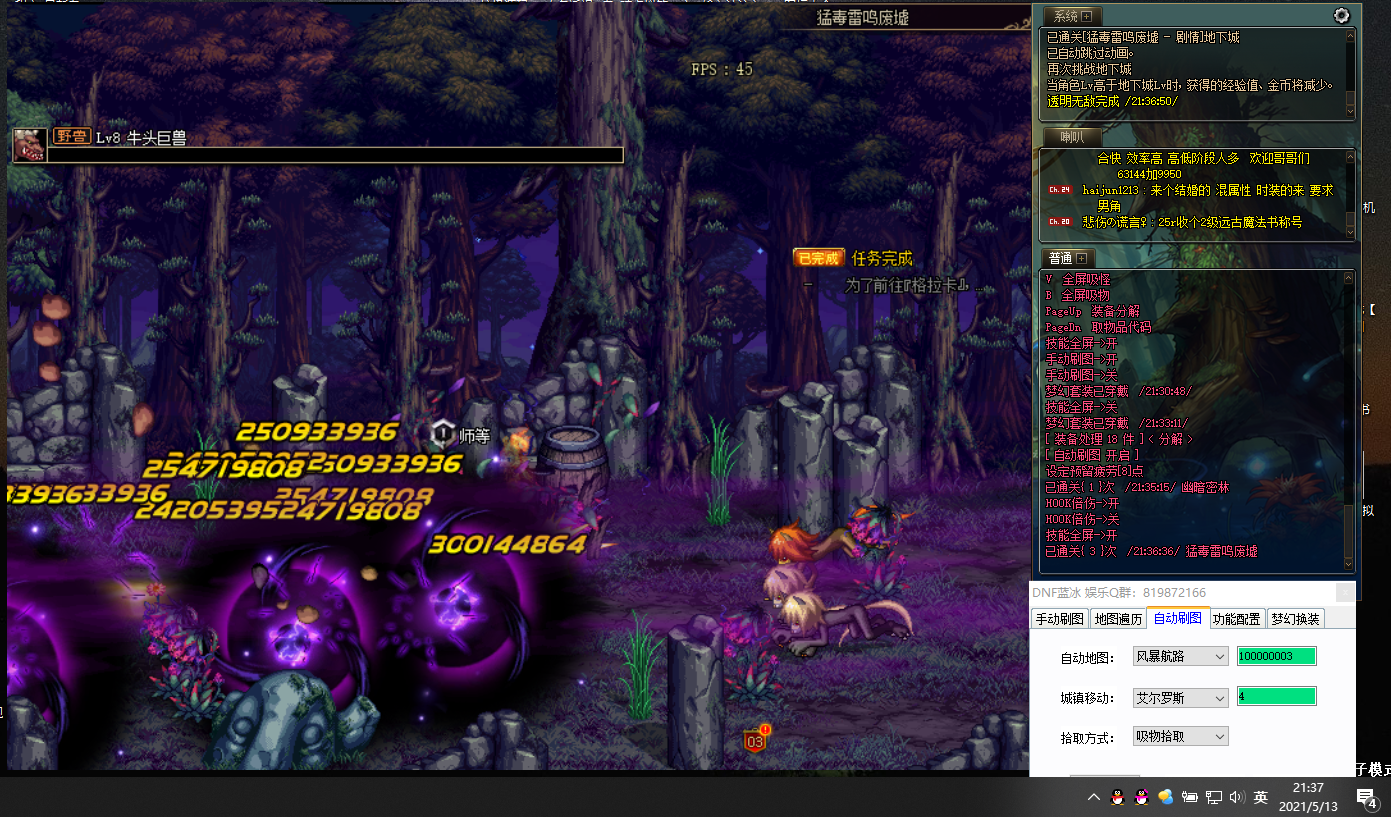 猛毒雷鸣废墟
FPS : 45
野兽 Lv8 牛头巨兽
已完成 任务完成
- 为了前往『格拉卡』, ...
250933936
254719808
250933936
33936
33936
254719808
242053952
4719808
300144864
师等
03
系统
已通关[猛毒雷鸣废墟 - 剧情]地下城
已自动跳过动画。
再次挑战地下城
当角色Lv高于地下城Lv时, 获得的经验值、金币将减少。
透明无敌完成 /21:36:50/
喇叭
合快 效率高 高低阶段人多 欢迎哥哥们
63144加9950
Ch.24 haijun1213 : 来个结婚的 混属性 时装的来 要求
男角
Ch.20 悲伤の谎言♀ : 25r收个2级远古魔法书称号
普通
V 全屏吸怪
B 全屏吸物
PageUp 装备分解
PageDn 取物品代码
技能全屏->开
手动刷图->开
手动刷图->关
梦幻套装已穿戴 /21:30:48/
技能全屏->关
梦幻套装已穿戴 /21:33:11/
[ 装备处理 18 件 ] < 分解 >
[ 自动刷图 开启 ]
设定预留疲劳[8]点
已通关{ 1 }次 /21:35:15/ 幽暗密林
HOOK倍伤->开
HOOK倍伤->关
技能全屏->开
已通关{ 3 }次 /21:36:36/ 猛毒雷鸣废墟
DNF蓝冰 娱乐Q群: 819872166
手动刷图 地图遍历 自动刷图 功能配置 梦幻换装
自动地图: 风暴航路 100000003
城镇移动: 艾尔罗斯 4
拾取方式: 吸物拾取
机
书
拟
子模式
英
21:37
2021/5/13
4